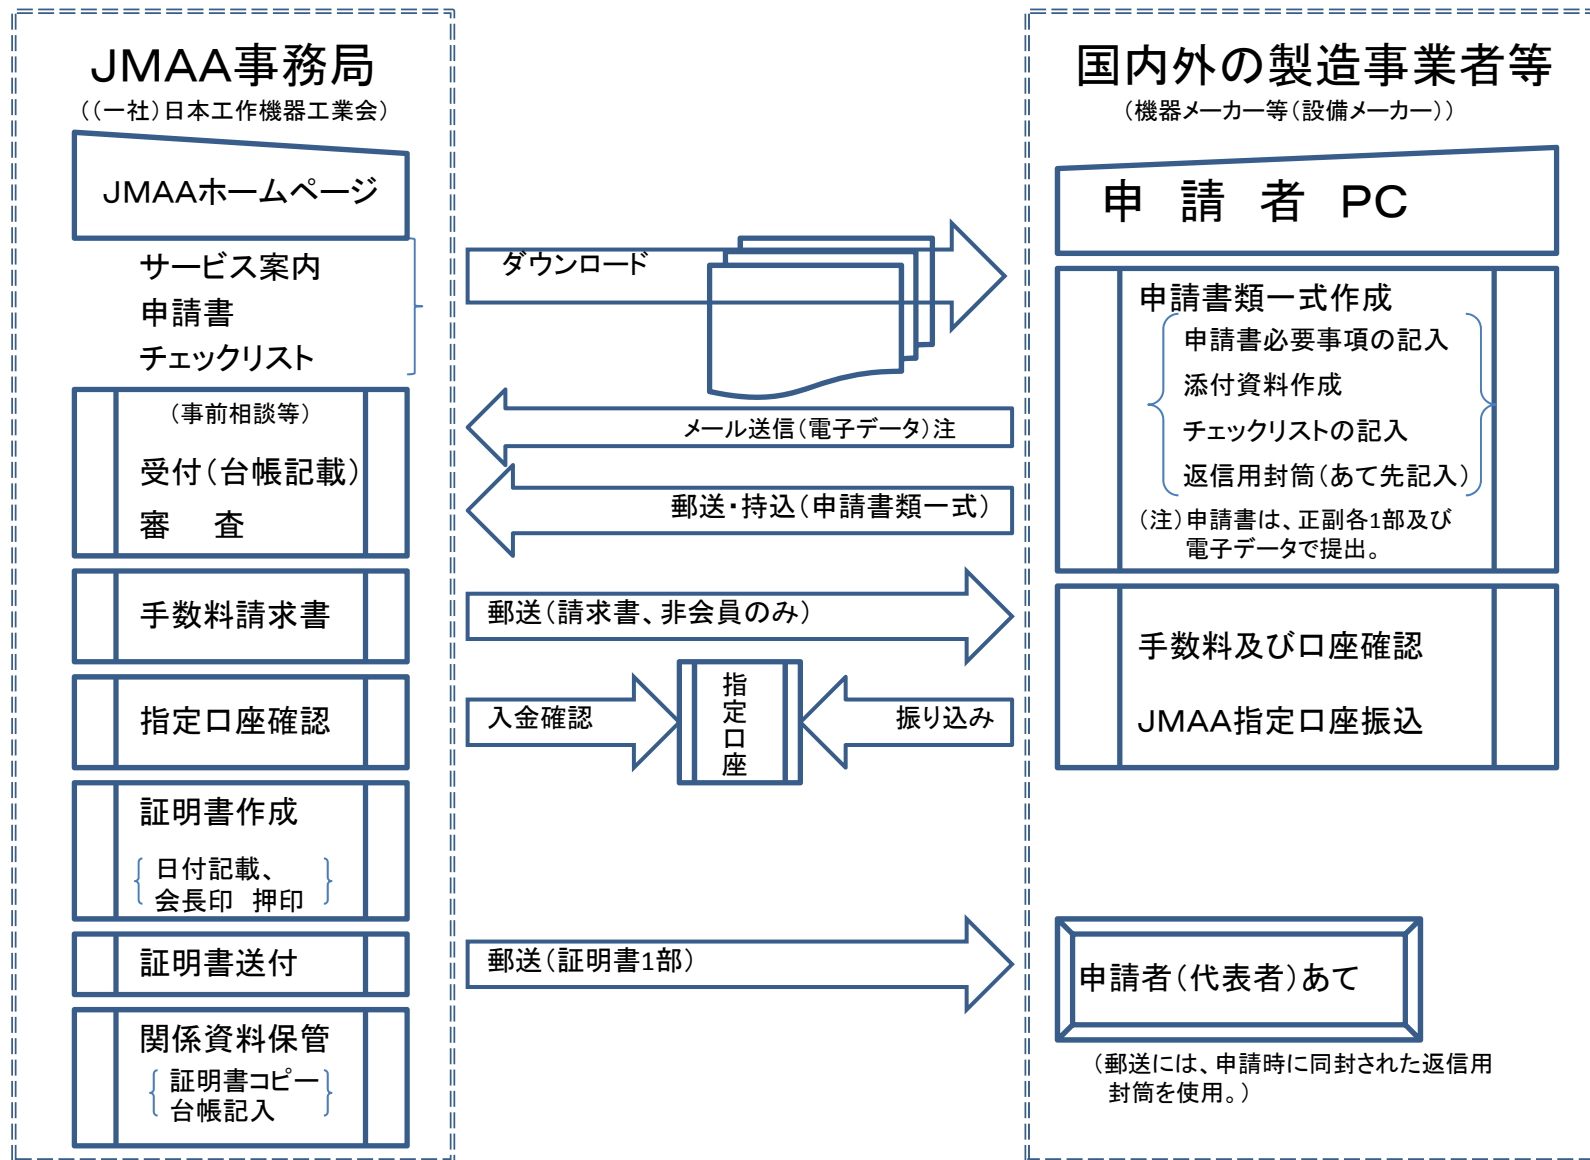 JMAA事務局
((一社)日本工作機器工業会)
JMAAホームページ
サービス案内
申請書
チェックリスト
(事前相談等)
受付(台帳記載)
審　査
手数料請求書
指定口座確認
証明書作成
日付記載、
会長印　押印
証明書送付
関係資料保管
証明書コピー
台帳記入
ダウンロード
メール送信(電子データ)注
郵送・持込(申請書類一式)
郵送(請求書、非会員のみ)
入金確認
指定口座
振り込み
郵送(証明書1部)
国内外の製造事業者等
(機器メーカー等(設備メーカー))
申　請　者　PC
申請書類一式作成
申請書必要事項の記入
添付資料作成
チェックリストの記入
返信用封筒(あて先記入)
(注)申請書は、正副各1部及び
電子データで提出。
手数料及び口座確認
JMAA指定口座振込
申請者(代表者)あて
(郵送には、申請時に同封された返信用
封筒を使用。)